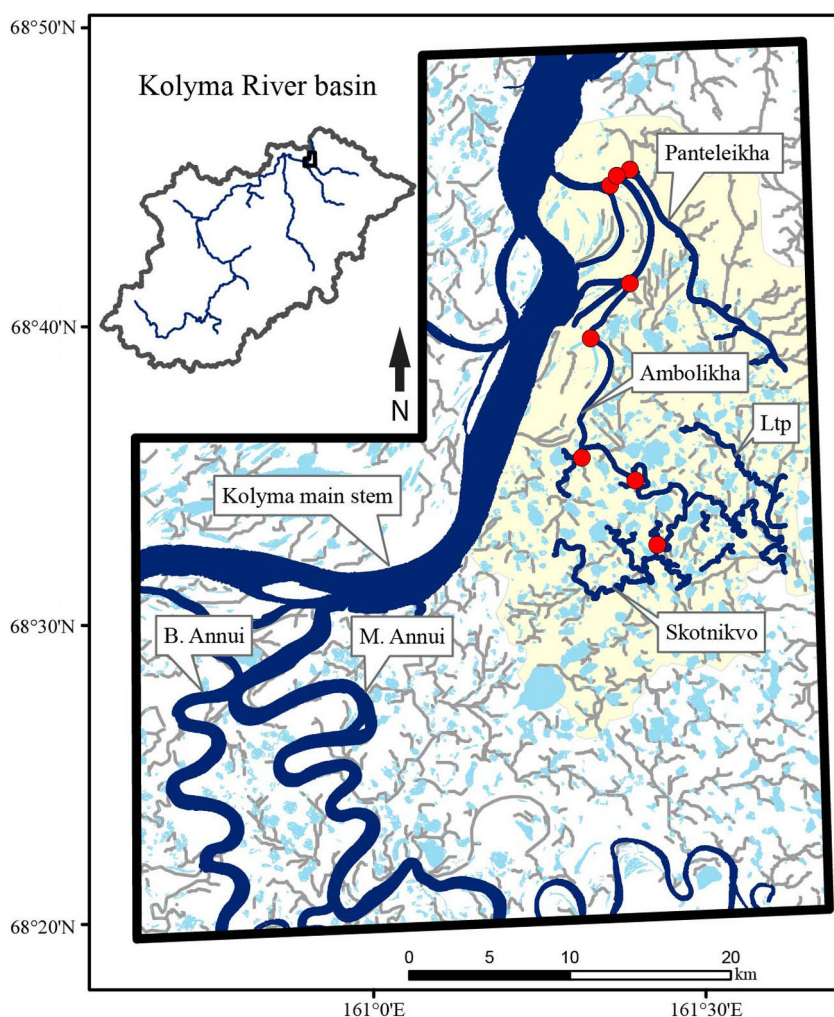 68°50'N
Kolyma River basin
Panteleikha
68°40'N
Ambolikha
N
Ltp
Kolyma main stem
68°30'N
B. Annui
M. Annui
Skotnikvo
68°20'N
0 5 10 20
km
161°0'E
161°30'E